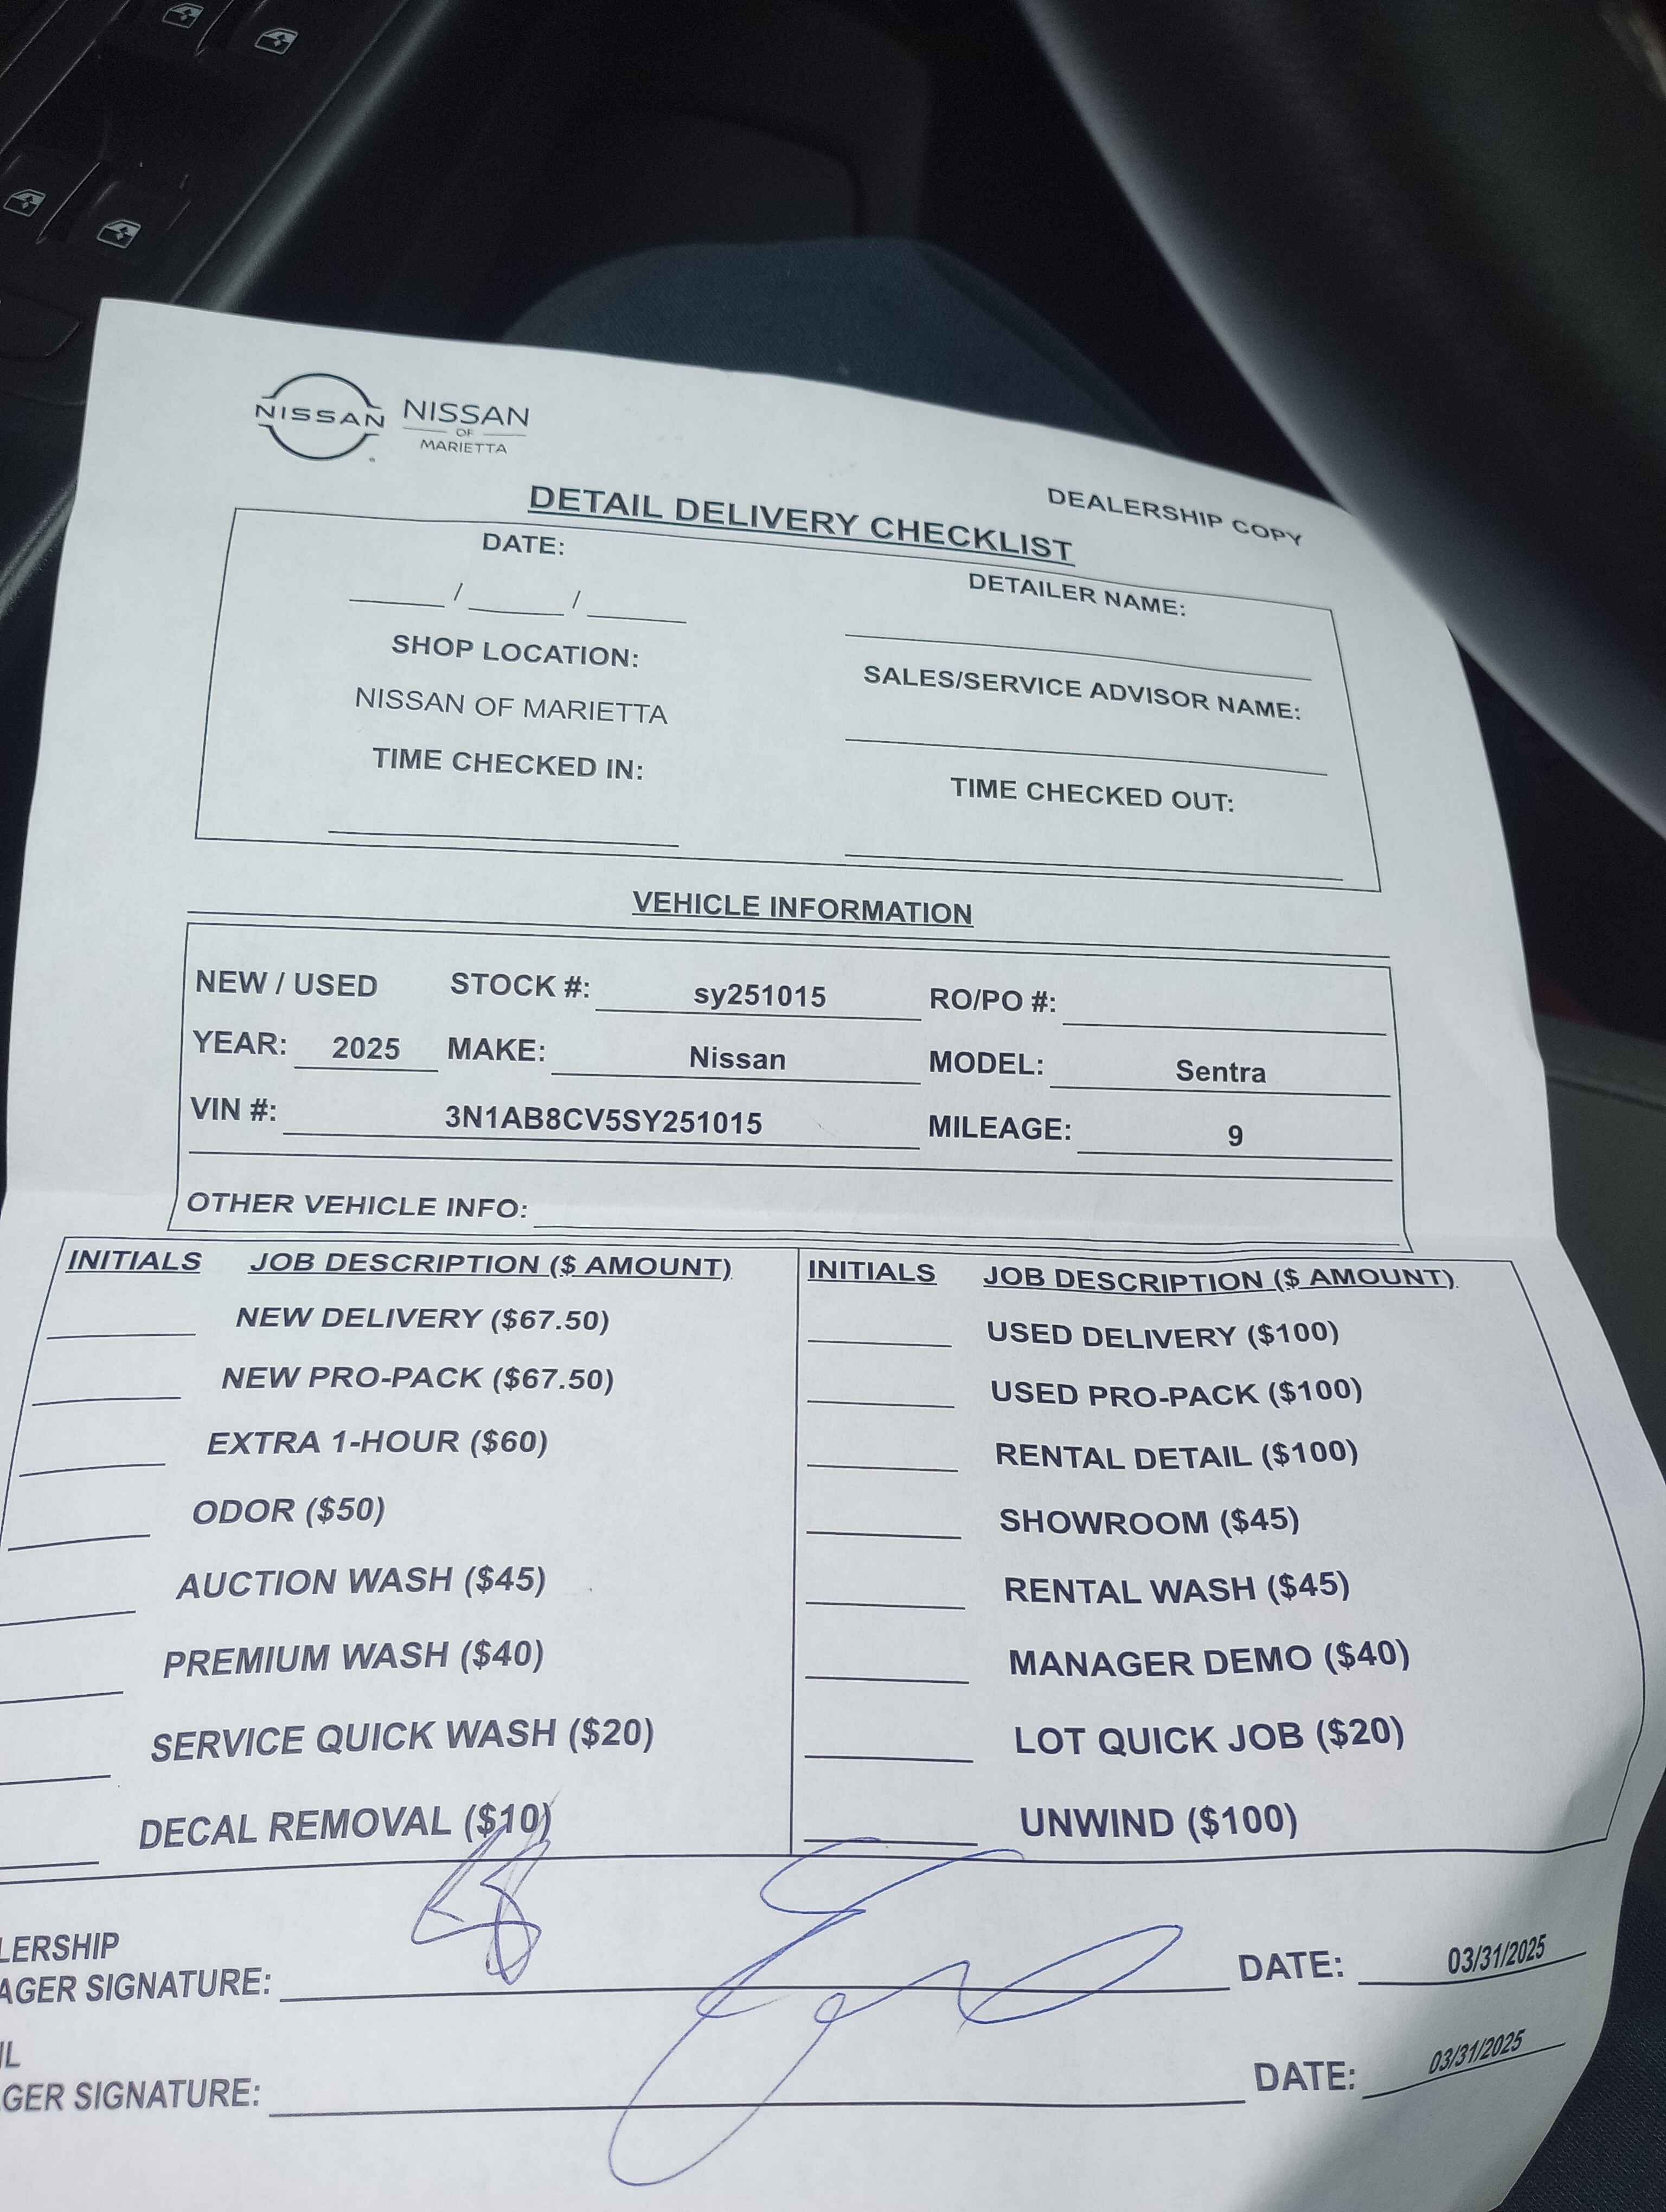 NISSAN
NISSAN
OF
MARIETTA
DEALERSHIP COPY
DETAIL DELIVERY CHECKLIST
DATE:
DETAILER NAME:
/ /
SHOP LOCATION:
SALES/SERVICE ADVISOR NAME:
NISSAN OF MARIETTA
TIME CHECKED IN:
TIME CHECKED OUT:
VEHICLE INFORMATION
NEW / USED STOCK #: sy251015 RO/PO #:
YEAR: 2025 MAKE: Nissan MODEL: Sentra
VIN #: 3N1AB8CV5SY251015 MILEAGE: 9
OTHER VEHICLE INFO:
INITIALS JOB DESCRIPTION ($ AMOUNT) INITIALS JOB DESCRIPTION ($ AMOUNT)
NEW DELIVERY ($67.50) USED DELIVERY ($100)
NEW PRO-PACK ($67.50) USED PRO-PACK ($100)
EXTRA 1-HOUR ($60) RENTAL DETAIL ($100)
ODOR ($50) SHOWROOM ($45)
AUCTION WASH ($45) RENTAL WASH ($45)
PREMIUM WASH ($40) MANAGER DEMO ($40)
SERVICE QUICK WASH ($20) LOT QUICK JOB ($20)
DECAL REMOVAL ($10) UNWIND ($100)
LERSHIP
AGER SIGNATURE: DATE: 03/31/2025
IL
GER SIGNATURE: DATE: 03/31/2025